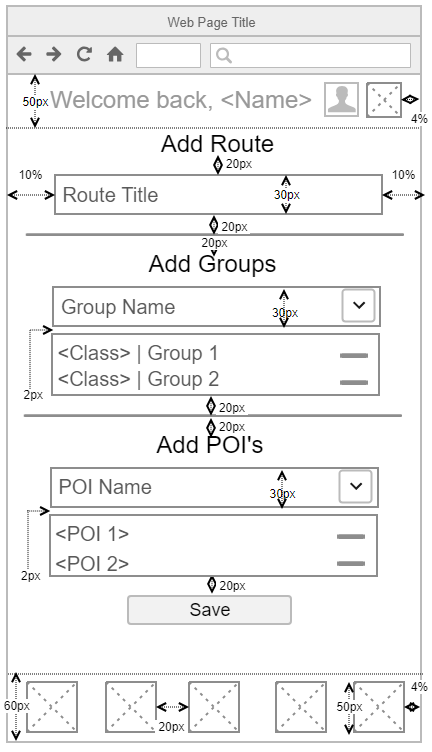 Web Page Title
50px
Welcome back, <Name>
4%
Add Route
20px
10%
10%
Route Title
30px
20px
20px
Add Groups
Group Name
30px
<Class> | Group 1
<Class> | Group 2
2px
20px
20px
Add POI's
POI Name
30px
<POI 1>
<POI 2>
2px
20px
Save
4%
60px
20px
50px